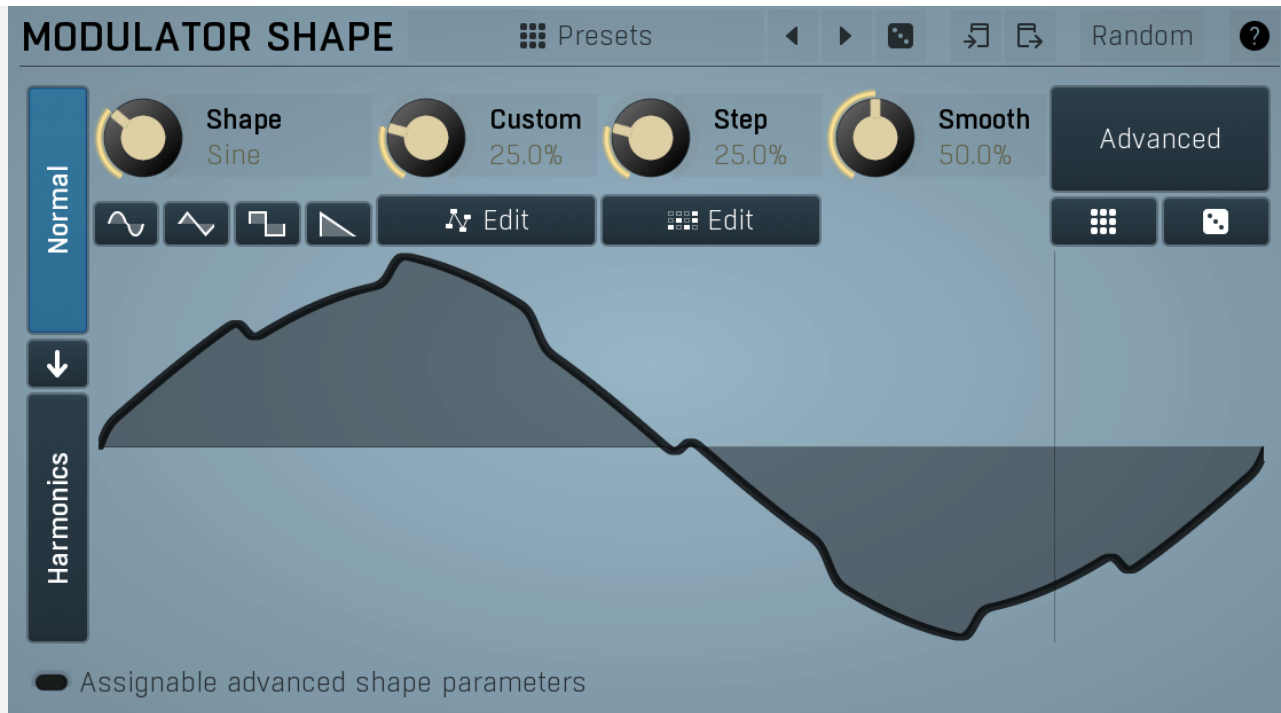 MODULATOR SHAPE
Presets
Random
?
Normal
Shape
Sine
Custom
25.0%
Step
25.0%
Smooth
50.0%
Advanced
Edit
Edit
Harmonics
Assignable advanced shape parameters